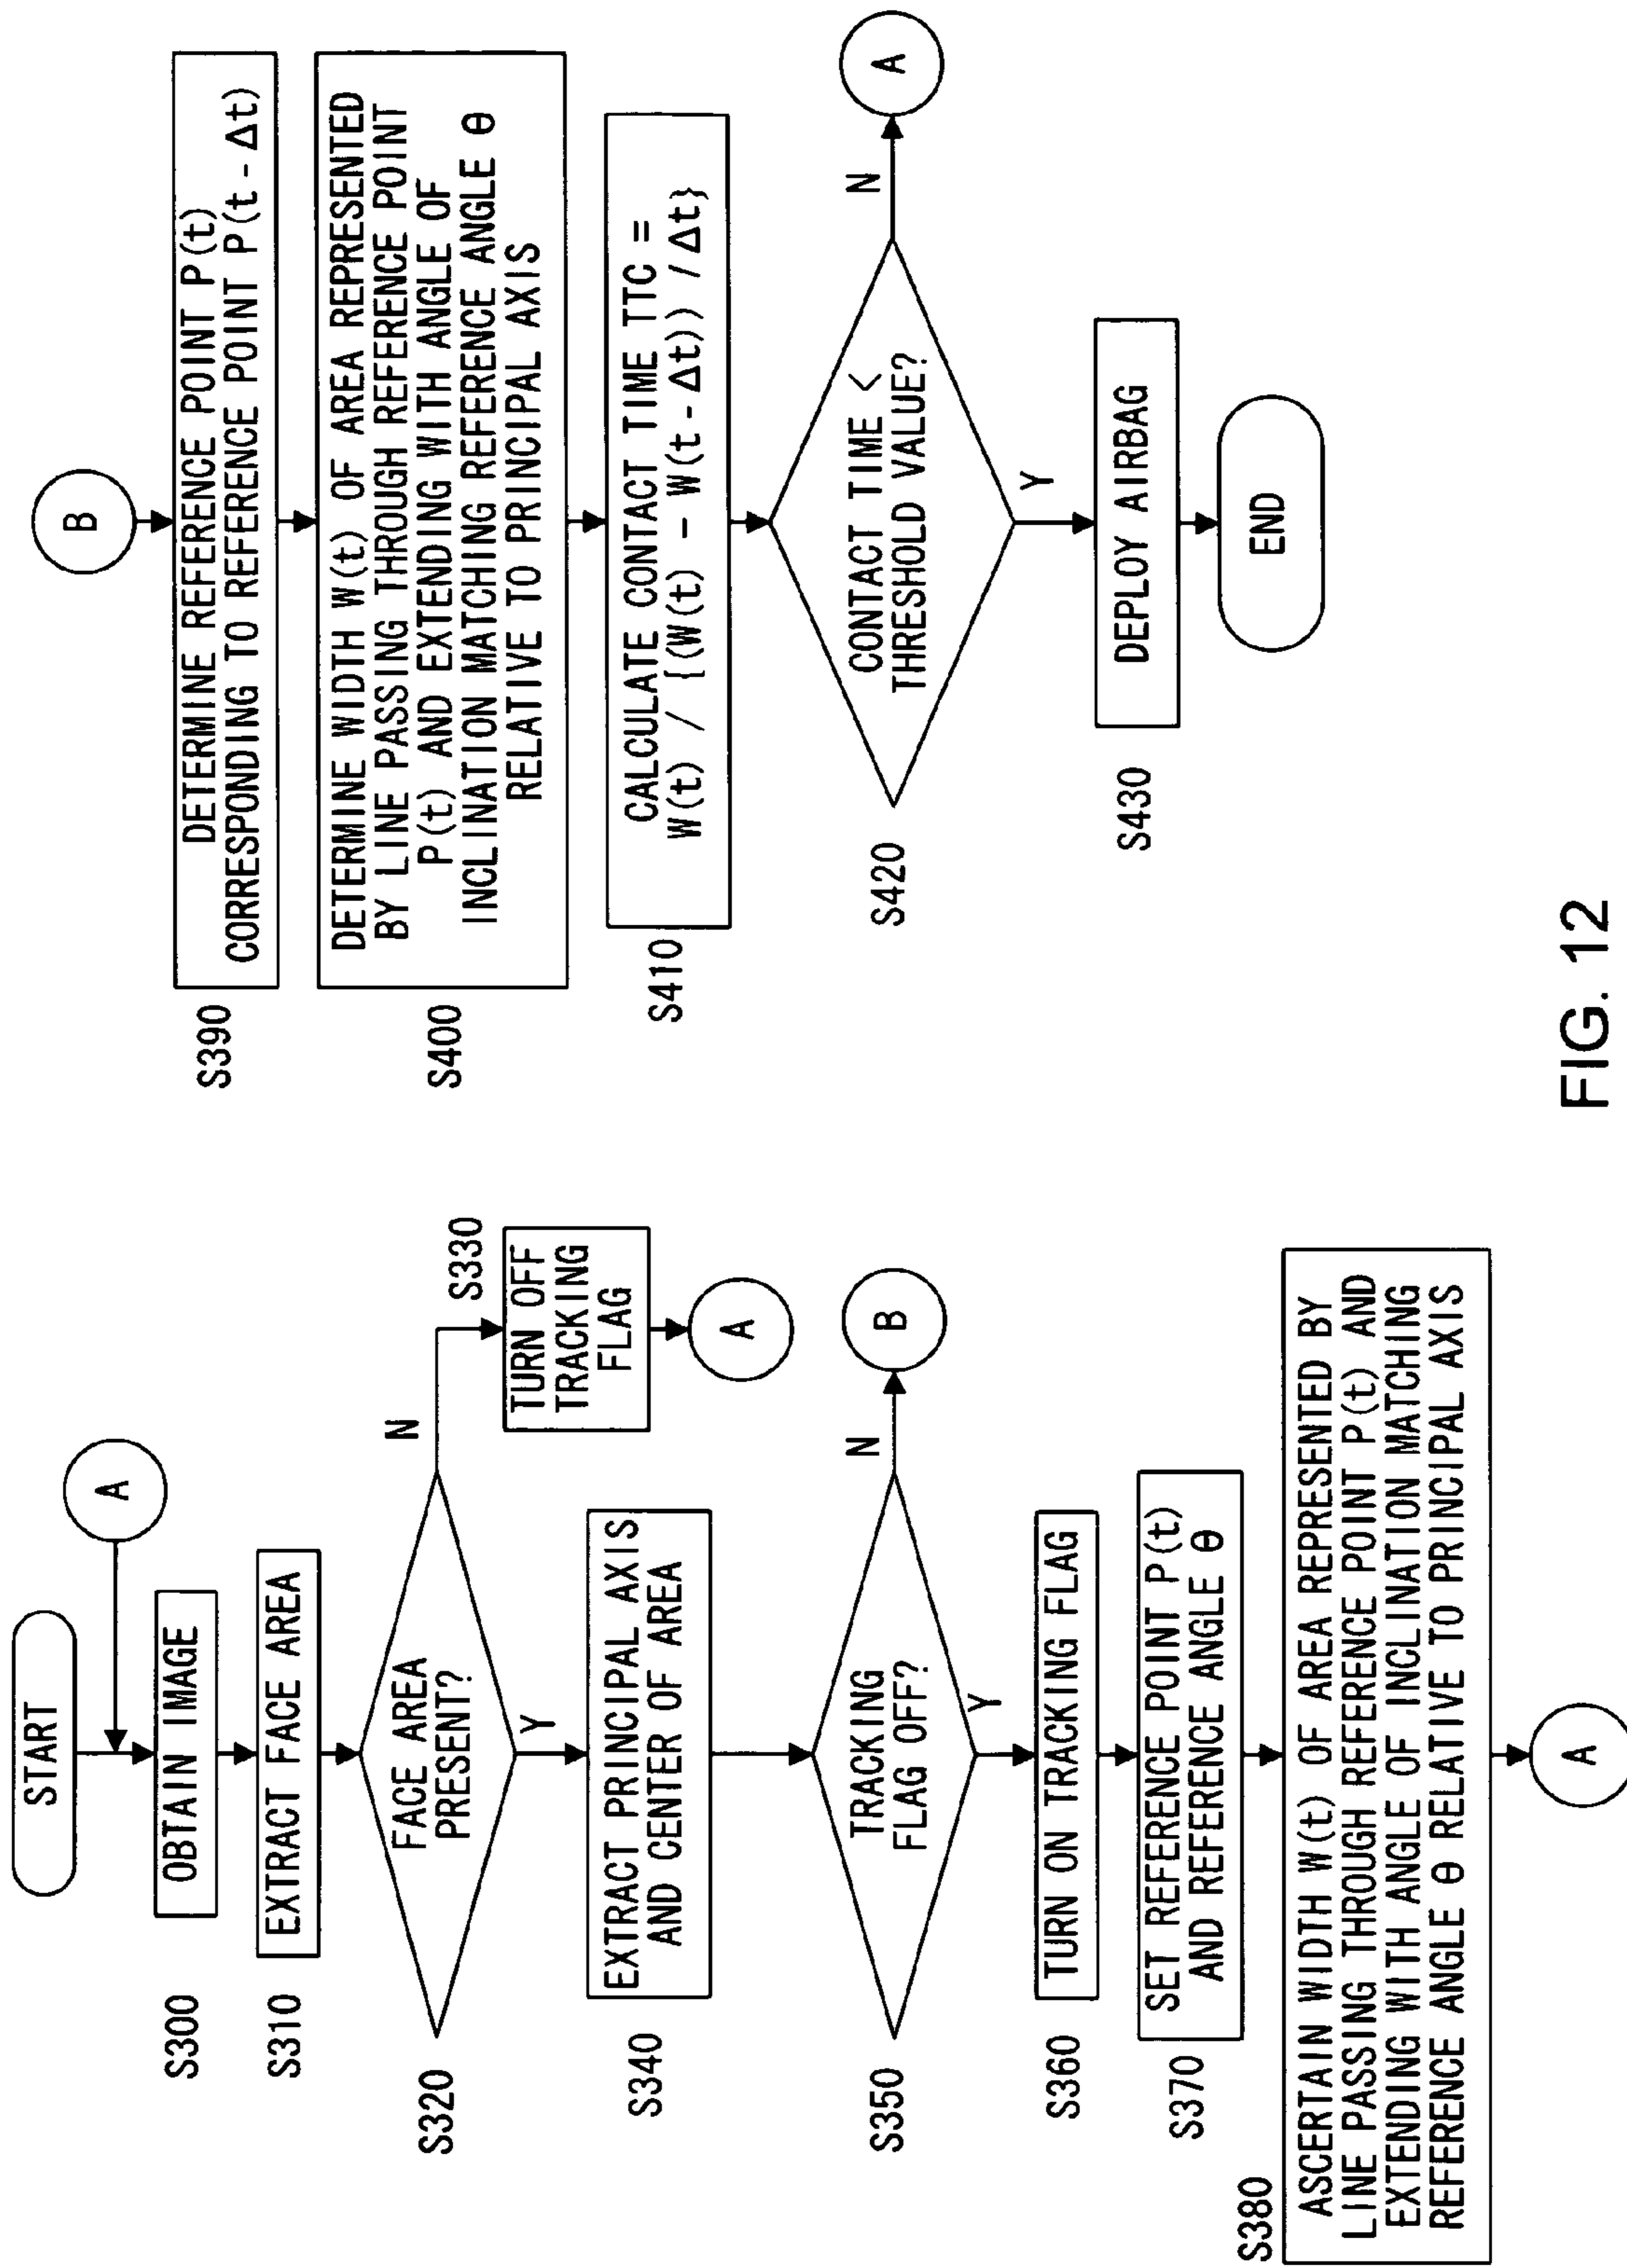 START
A
S300
OBTAIN IMAGE
S310
EXTRACT FACE AREA
S320
FACE AREA
PRESENT?
N
S330
TURN OFF
TRACKING
FLAG
A
Y
S340
EXTRACT PRINCIPAL AXIS
AND CENTER OF AREA
S350
TRACKING
FLAG OFF?
N
B
Y
S360
TURN ON TRACKING FLAG
S370
SET REFERENCE POINT P(t)
AND REFERENCE ANGLE θ
S380
ASCERTAIN WIDTH W(t) OF AREA REPRESENTED BY
LINE PASSING THROUGH REFERENCE POINT P(t) AND
EXTENDING WITH ANGLE OF INCLINATION MATCHING
REFERENCE ANGLE θ RELATIVE TO PRINCIPAL AXIS
A
B
S390
DETERMINE REFERENCE POINT P(t)
CORRESPONDING TO REFERENCE POINT P(t - Δt)
S400
DETERMINE WIDTH W(t) OF AREA REPRESENTED
BY LINE PASSING THROUGH REFERENCE POINT
P(t) AND EXTENDING WITH ANGLE OF
INCLINATION MATCHING REFERENCE ANGLE θ
RELATIVE TO PRINCIPAL AXIS
S410
CALCULATE CONTACT TIME TTC =
W(t) / {(W(t) - W(t - Δt)) / Δt}
S420
CONTACT TIME <
THRESHOLD VALUE?
N
A
Y
S430
DEPLOY AIRBAG
END
FIG. 12